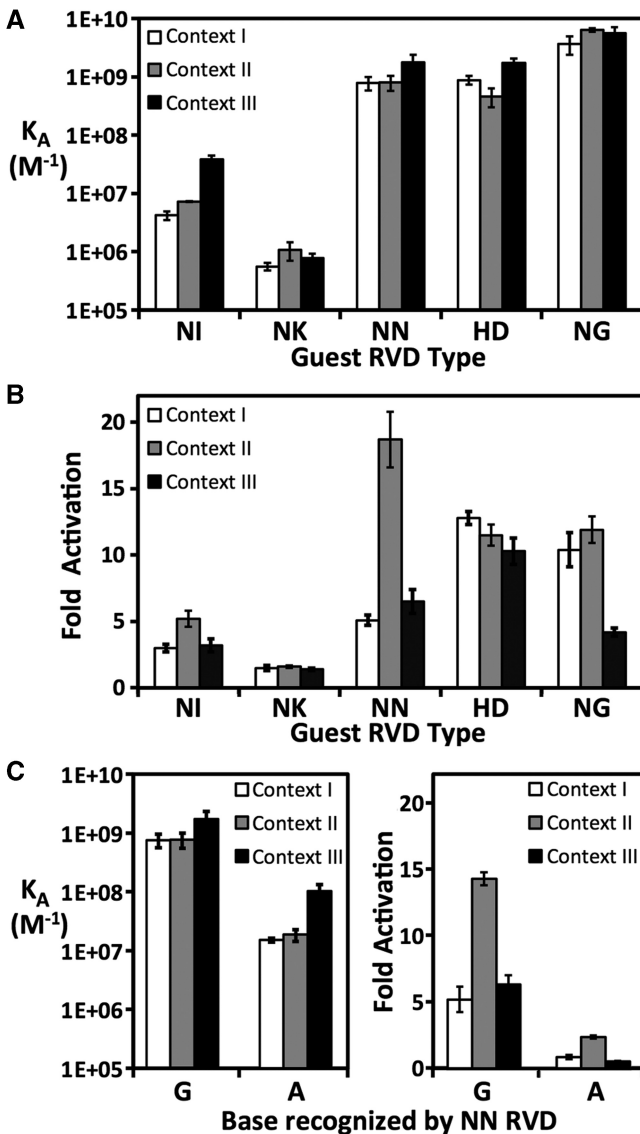 A
1E+10
1E+09
1E+08
1E+07
1E+06
1E+05
KA
(M-1)
Context I
Context II
Context III
NI NK NN HD NG
Guest RVD Type
B
20
15
10
5
0
Fold Activation
Context I
Context II
Context III
NI NK NN HD NG
Guest RVD Type
C
1E+10
1E+09
1E+08
1E+07
1E+06
1E+05
KA
(M-1)
Context I
Context II
Context III
G A
20
15
10
5
0
Fold Activation
Context I
Context II
Context III
G A
Base recognized by NN RVD